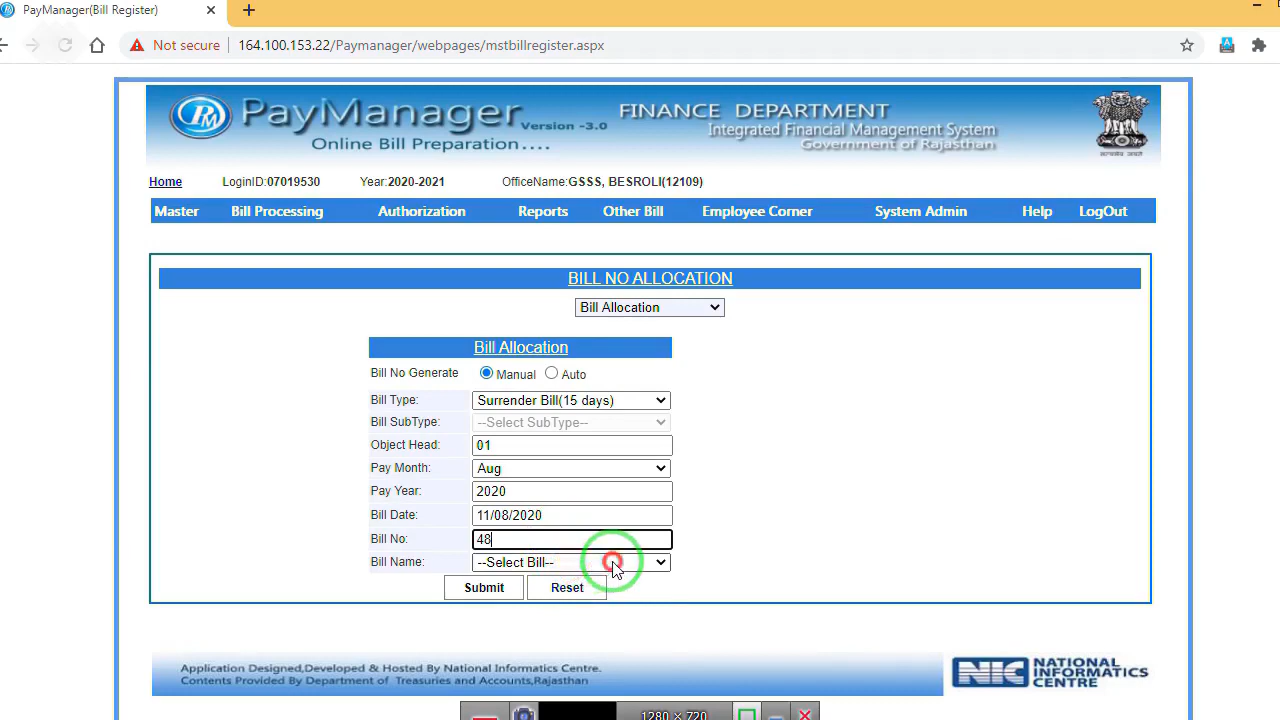 PayManager(Bill Register)
Not secure 164.100.153.22/Paymanager/webpages/mstbillregister.aspx
PM PayManager Version -3.0
Online Bill Preparation....
FINANCE DEPARTMENT
Integrated Financial Management System
Government of Rajasthan
Home LoginID:07019530 Year:2020-2021 OfficeName:GSSS, BESROLI(12109)
Master Bill Processing Authorization Reports Other Bill Employee Corner System Admin Help LogOut
BILL NO ALLOCATION
Bill Allocation
Bill Allocation
Bill No Generate Manual Auto
Bill Type: Surrender Bill(15 days)
Bill SubType: --Select SubType--
Object Head: 01
Pay Month: Aug
Pay Year: 2020
Bill Date: 11/08/2020
Bill No: 48
Bill Name: --Select Bill--
Submit Reset
Application Designed,Developed & Hosted By National Informatics Centre.
Contents Provided By Department of Treasuries and Accounts,Rajasthan
NIC NATIONAL INFORMATICS CENTRE
1280 × 720